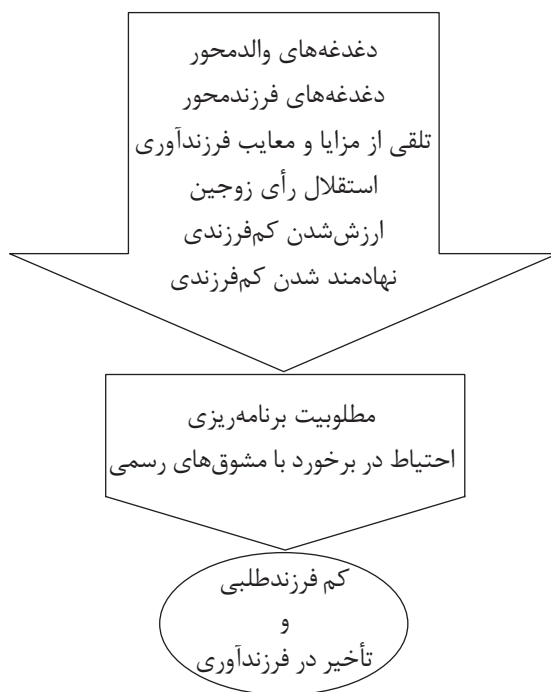 دغدغه‌های والدمحور
دغدغه‌های فرزندمحور
تلقی از مزایا و معایب فرزندآوری
استقلال رأی زوجین
ارزش‌شدن کم‌فرزندی
نهادمند شدن کم‌فرزندی
مطلوبیت برنامه‌ریزی
احتیاط در برخورد با مشوق‌های رسمی
کم فرزندطلبی
و
تأخیر در فرزندآوری